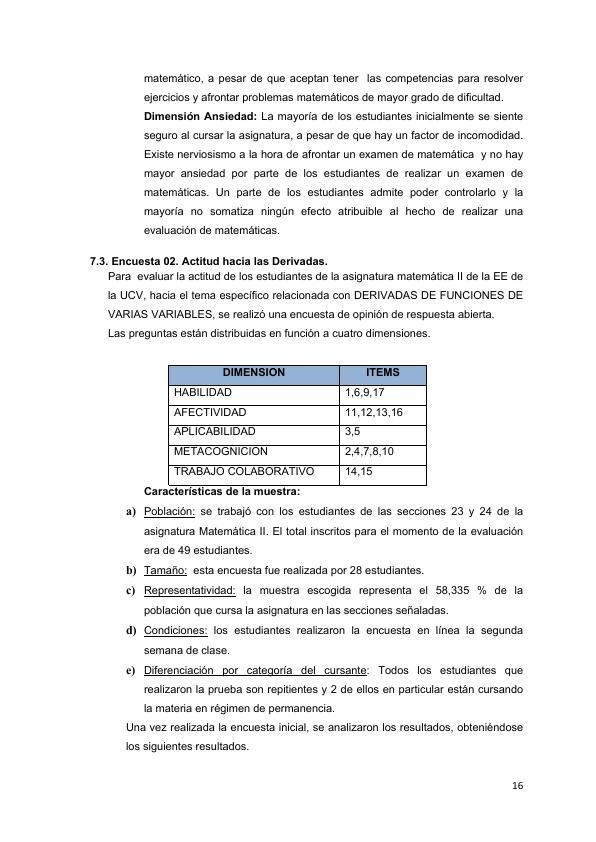 matemático, a pesar de que aceptan tener  las competencias para resolver
ejercicios y afrontar problemas matemáticos de mayor grado de dificultad.
Dimensión Ansiedad: La mayoría de los estudiantes inicialmente se siente
seguro al cursar la asignatura, a pesar de que hay un factor de incomodidad.
Existe nerviosismo a la hora de afrontar un examen de matemática  y no hay
mayor ansiedad por parte de los estudiantes de realizar un examen de
matemáticas. Un parte de los estudiantes admite poder controlarlo y la
mayoría no somatiza ningún efecto atribuible al hecho de realizar una
evaluación de matemáticas.
7.3. Encuesta 02. Actitud hacia las Derivadas.
Para  evaluar la actitud de los estudiantes de la asignatura matemática II de la EE de
la UCV, hacia el tema específico relacionada con DERIVADAS DE FUNCIONES DE
VARIAS VARIABLES, se realizó una encuesta de opinión de respuesta abierta.
Las preguntas están distribuidas en función a cuatro dimensiones.
DIMENSION ITEMS
HABILIDAD 1,6,9,17
AFECTIVIDAD 11,12,13,16
APLICABILIDAD 3,5
METACOGNICION 2,4,7,8,10
TRABAJO COLABORATIVO 14,15
Características de la muestra:
a) Población: se trabajó con los estudiantes de las secciones 23 y 24 de la
asignatura Matemática II. El total inscritos para el momento de la evaluación
era de 49 estudiantes.
b) Tamaño:  esta encuesta fue realizada por 28 estudiantes.
c) Representatividad: la muestra escogida representa el 58,335 % de la
población que cursa la asignatura en las secciones señaladas.
d) Condiciones: los estudiantes realizaron la encuesta en línea la segunda
semana de clase.
e) Diferenciación por categoría del cursante: Todos los estudiantes que
realizaron la prueba son repitientes y 2 de ellos en particular están cursando
la materia en régimen de permanencia.
Una vez realizada la encuesta inicial, se analizaron los resultados, obteniéndose
los siguientes resultados.
16